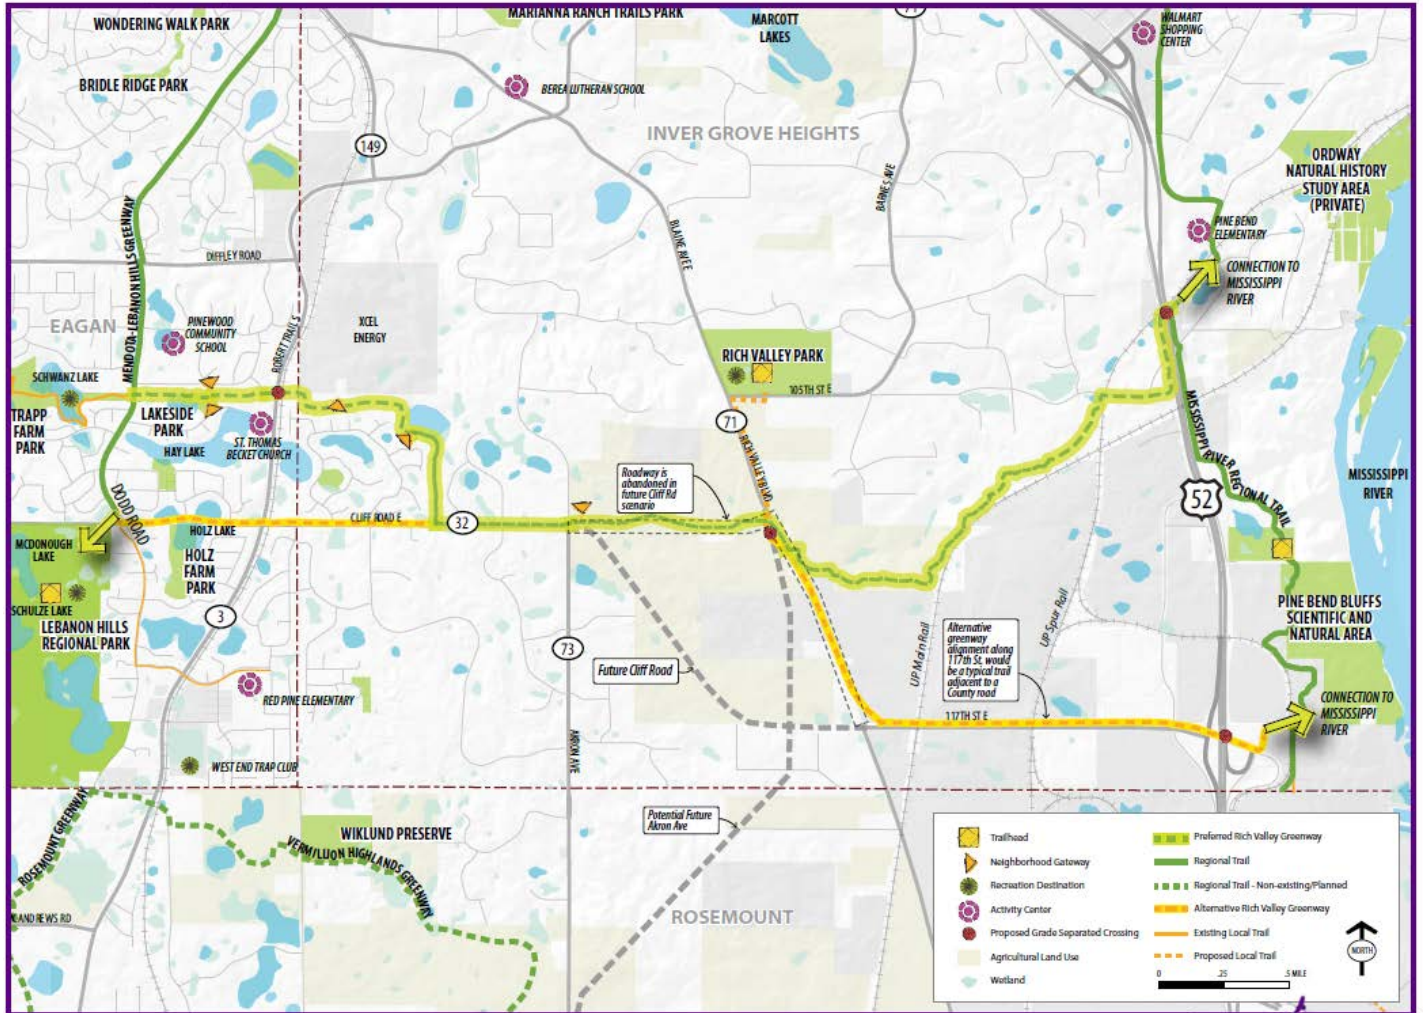 WONDERING WALK PARK
MARIANNA RANCH TRAILS PARK
MARCOTT
LAKES
WALMART
SHOPPING
CENTER
BRIDLE RIDGE PARK
BEREA LUTHERAN SCHOOL
INVER GROVE HEIGHTS
149
ORDWAY
NATURAL HISTORY
STUDY AREA
(PRIVATE)
BARNES AVE
BLAINE AVE E
MENDOTA-LEBANON HILLS GREENWAY
DIFFLEY ROAD
PINE BEND
ELEMENTARY
CONNECTION TO
MISSISSIPPI
RIVER
EAGAN
PINEWOOD
COMMUNITY
SCHOOL
ROBERT TRAIL S
XCEL
ENERGY
RICH VALLEY PARK
105TH ST E
SCHWANZ LAKE
TRAPP
FARM
PARK
LAKESIDE
PARK
HAY LAKE
ST. THOMAS
BECKET CHURCH
71
RICH VALLEY BLVD
MISSISSIPPI RIVER REGIONAL TRAIL
MISSISSIPPI
RIVER
52
Roadway is
abandoned in
future Cliff Rd
scenario
DODD ROAD
CLIFF ROAD E
32
HOLZ LAKE
MCDONOUGH
LAKE
HOLZ
FARM
PARK
SCHULZE LAKE
LEBANON HILLS
REGIONAL PARK
3
73
PINE BEND BLUFFS
SCIENTIFIC AND
NATURAL AREA
UP Main Rail
UP Spur Rail
Alternative
greenway
alignment along
117th St. would
be a typical trail
adjacent to a
County road
Future Cliff Road
RED PINE ELEMENTARY
117TH ST E
CONNECTION TO
MISSISSIPPI
RIVER
AKRON AVE
WEST END TRAP CLUB
Potential Future
Akron Ave
ROSEMOUNT GREENWAY
WIKLUND PRESERVE
VERMILLION HIGHLANDS GREENWAY
ROSEMOUNT
Trailhead
Neighborhood Gateway
Recreation Destination
Activity Center
Proposed Grade Separated Crossing
Agricultural Land Use
Wetland
Preferred Rich Valley Greenway
Regional Trail
Regional Trail - Non-existing/Planned
Alternative Rich Valley Greenway
Existing Local Trail
Proposed Local Trail
0 .25 .5 MILE
NORTH